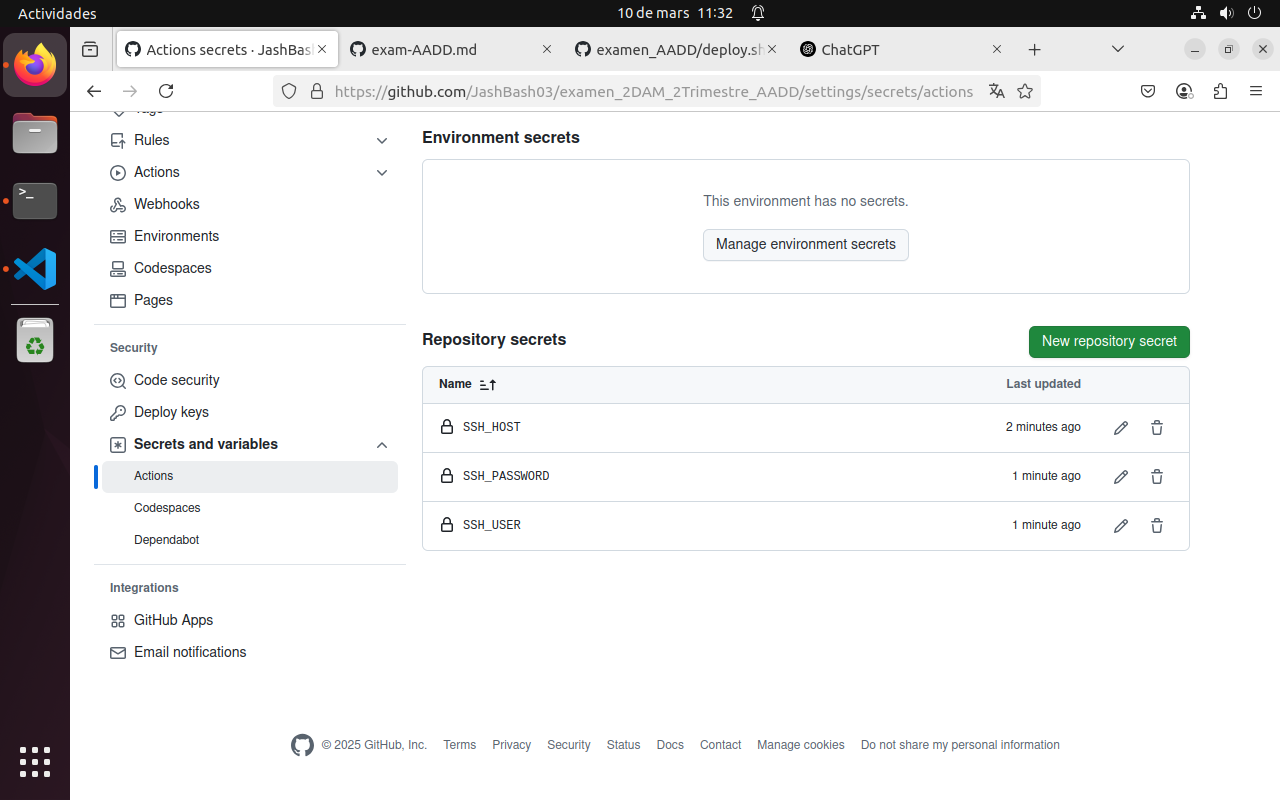 Actividades
10 de mars 11:32
Actions secrets · JashBas
exam-AADD.md
examen_AADD/deploy.sh
ChatGPT
https://github.com/JashBash03/examen_2DAM_2Trimestre_AADD/settings/secrets/actions
Tags
Rules
Actions
Webhooks
Environments
Codespaces
Pages
Security
Code security
Deploy keys
Secrets and variables
Actions
Codespaces
Dependabot
Integrations
GitHub Apps
Email notifications
Environment secrets
This environment has no secrets.
Manage environment secrets
Repository secrets
New repository secret
Name Last updated
SSH_HOST 2 minutes ago
SSH_PASSWORD 1 minute ago
SSH_USER 1 minute ago
© 2025 GitHub, Inc. Terms Privacy Security Status Docs Contact Manage cookies Do not share my personal information